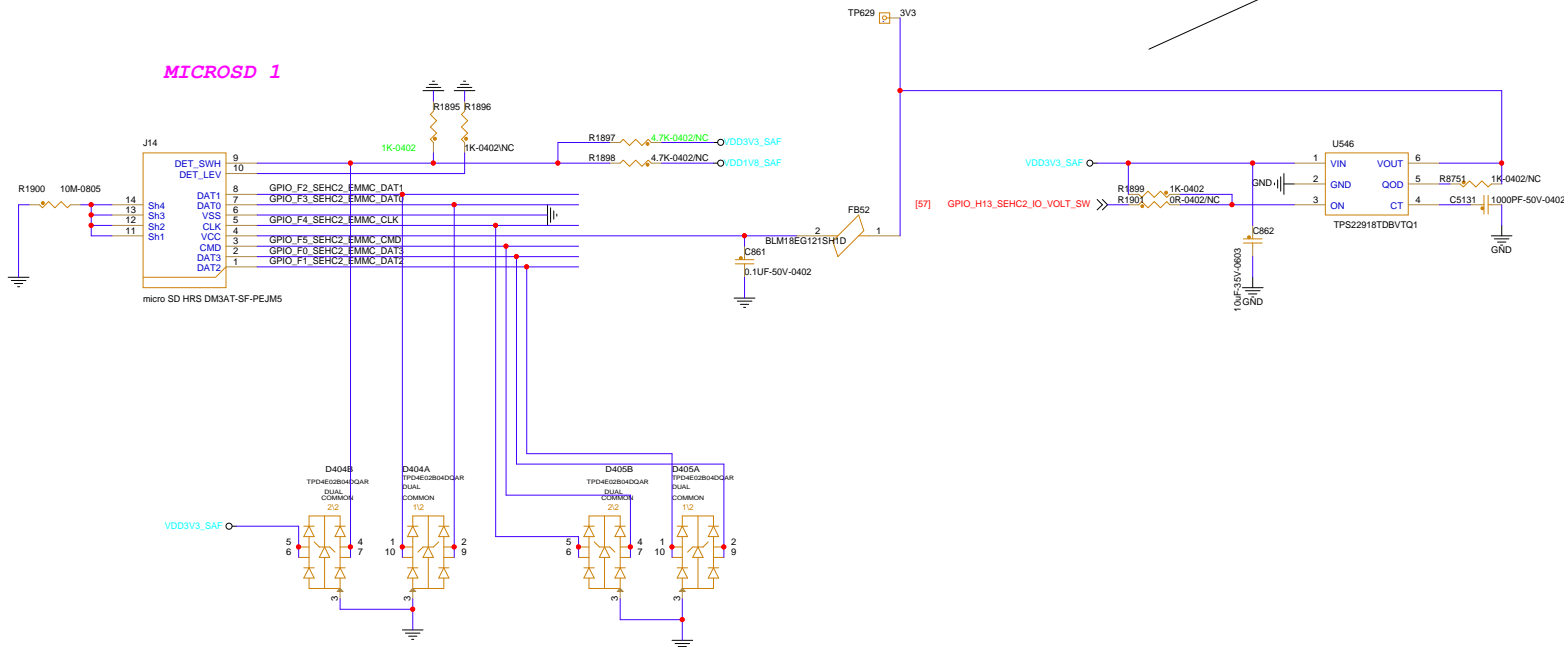 TP629 3V3
MICROSD 1
R1895 R1896
1K-0402 1K-0402\NC
R1897 4.7K-0402/NC VDD3V3_SAF
R1898 4.7K-0402/NC VDD1V8_SAF
J14
DET_SWH 9
DET_LEV 10
DAT1 8 GPIO_F2_SEHC2_EMMC_DAT1
DAT0 7 GPIO_F3_SEHC2_EMMC_DAT0
VSS 6
CLK 5 GPIO_F4_SEHC2_EMMC_CLK
VCC 4
CMD 3 GPIO_F5_SEHC2_EMMC_CMD
DAT3 2 GPIO_F0_SEHC2_EMMC_DAT3
DAT2 1 GPIO_F1_SEHC2_EMMC_DAT2
R1900 10M-0805
14 Sh4
13 Sh3
12 Sh2
11 Sh1
micro SD HRS DM3AT-SF-PEJM5
FB52
2 1
BLM18EG121SH1D
C861
0.1UF-50V-0402
VDD3V3_SAF
GND
R1899 1K-0402
[57] GPIO_H13_SEHC2_IO_VOLT_SW R1901 0R-0402/NC
C862
10uF-35V-0603
GND
U546
1 VIN VOUT 6
2 GND QOD 5
3 ON CT 4
TPS22918TDBVTQ1
R8751 1K-0402/NC
C5131 1000PF-50V-0402
GND
D404B
TPD4E02B04DQAR
DUAL
COMMON
2\2
D404A
TPD4E02B04DQAR
DUAL
COMMON
1\2
D405B
TPD4E02B04DQAR
DUAL
COMMON
2\2
D405A
TPD4E02B04DQAR
DUAL
COMMON
1\2
VDD3V3_SAF
5 4 1 2 5 4 1 2
6 7 10 9 6 7 10 9
3 3 3 3